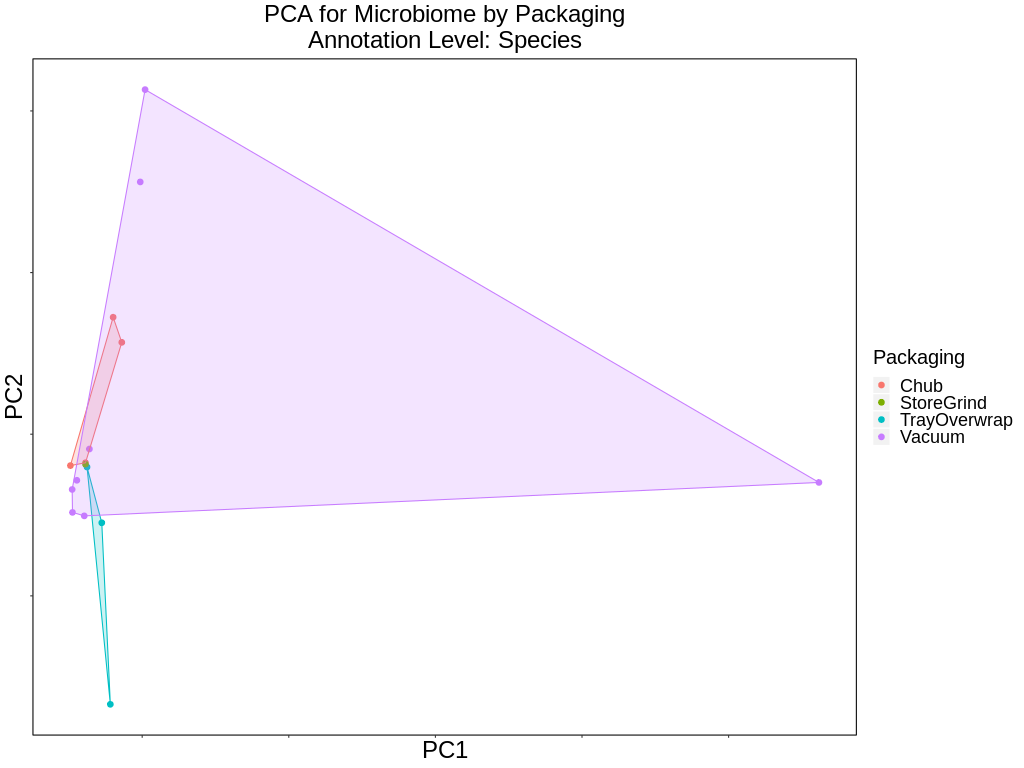 PCA for Microbiome by Packaging
Annotation Level: Species
PC2
PC1
Packaging
Chub
StoreGrind
TrayOverwrap
Vacuum